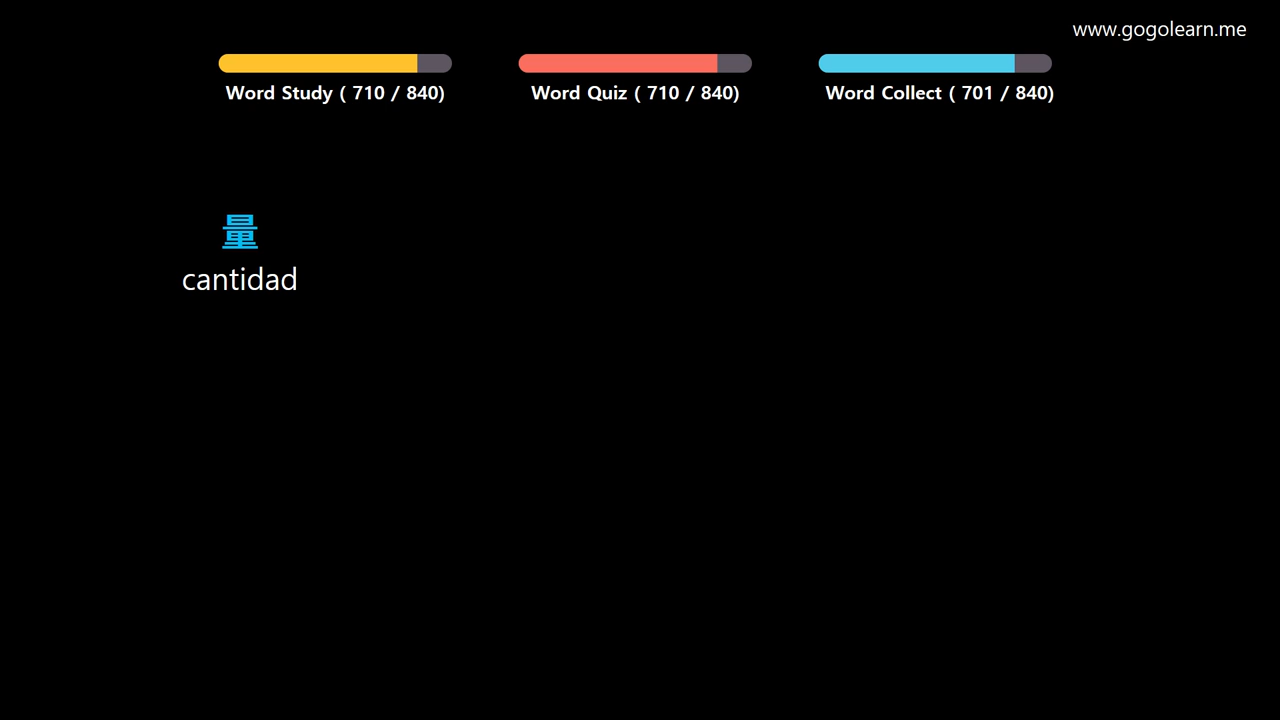 www.gogolearn.me
Word Study ( 710 / 840)
Word Quiz ( 710 / 840)
Word Collect ( 701 / 840)
量
cantidad